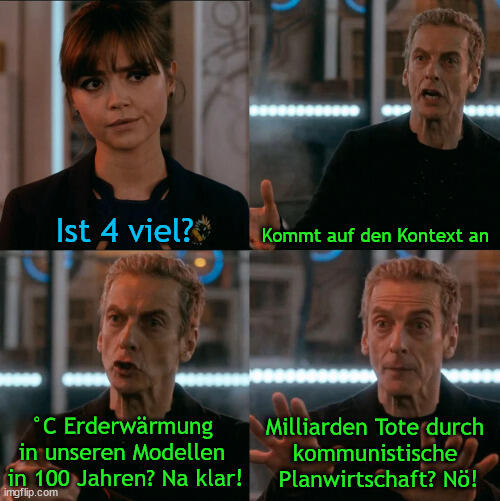 Ist 4 viel?
Kommt auf den Kontext an
°C Erderwärmung
in unseren Modellen
in 100 Jahren? Na klar!
Milliarden Tote durch
kommunistische
Planwirtschaft? Nö!
imgflip.com